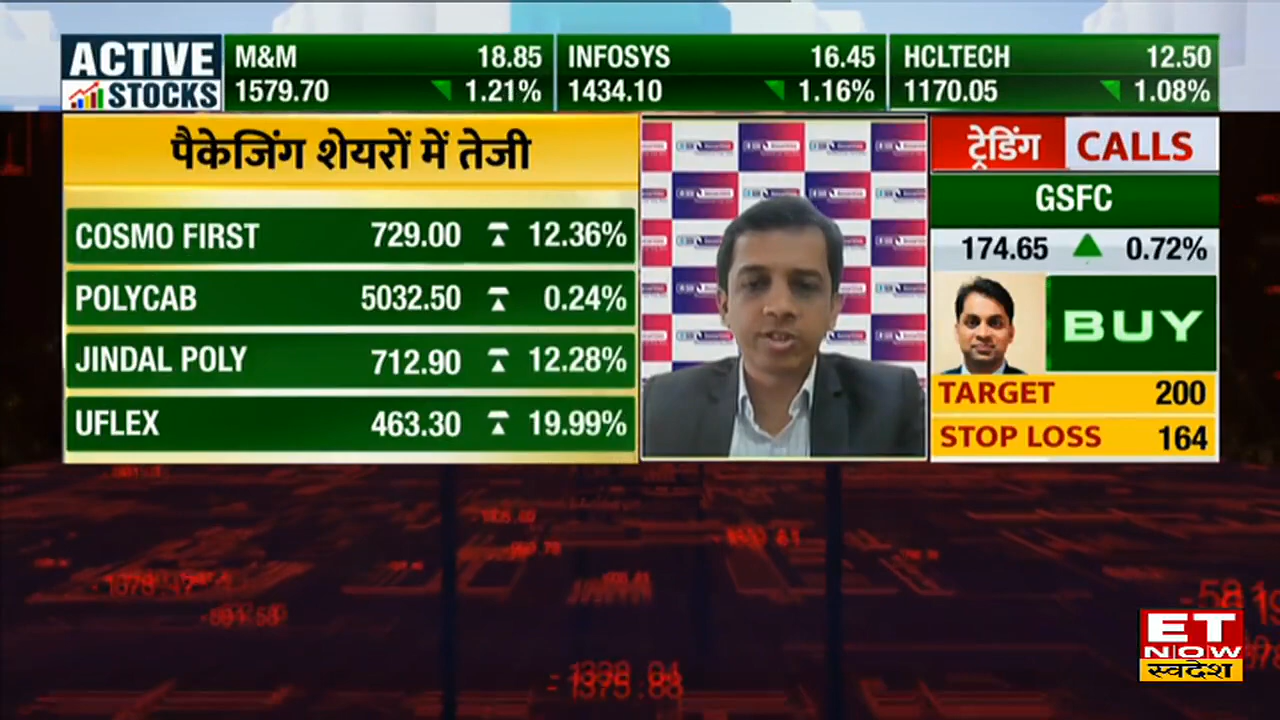 ACTIVE
STOCKS
M&M 18.85
1579.70 1.21%
INFOSYS 16.45
1434.10 1.16%
HCLTECH 12.50
1170.05 1.08%
पैकेजिंग शेयरों में तेजी
COSMO FIRST 729.00 12.36%
POLYCAB 5032.50 0.24%
JINDAL POLY 712.90 12.28%
UFLEX 463.30 19.99%
ट्रेडिंग CALLS
GSFC
174.65 0.72%
BUY
TARGET 200
STOP LOSS 164
ET
NOW
स्वदेश